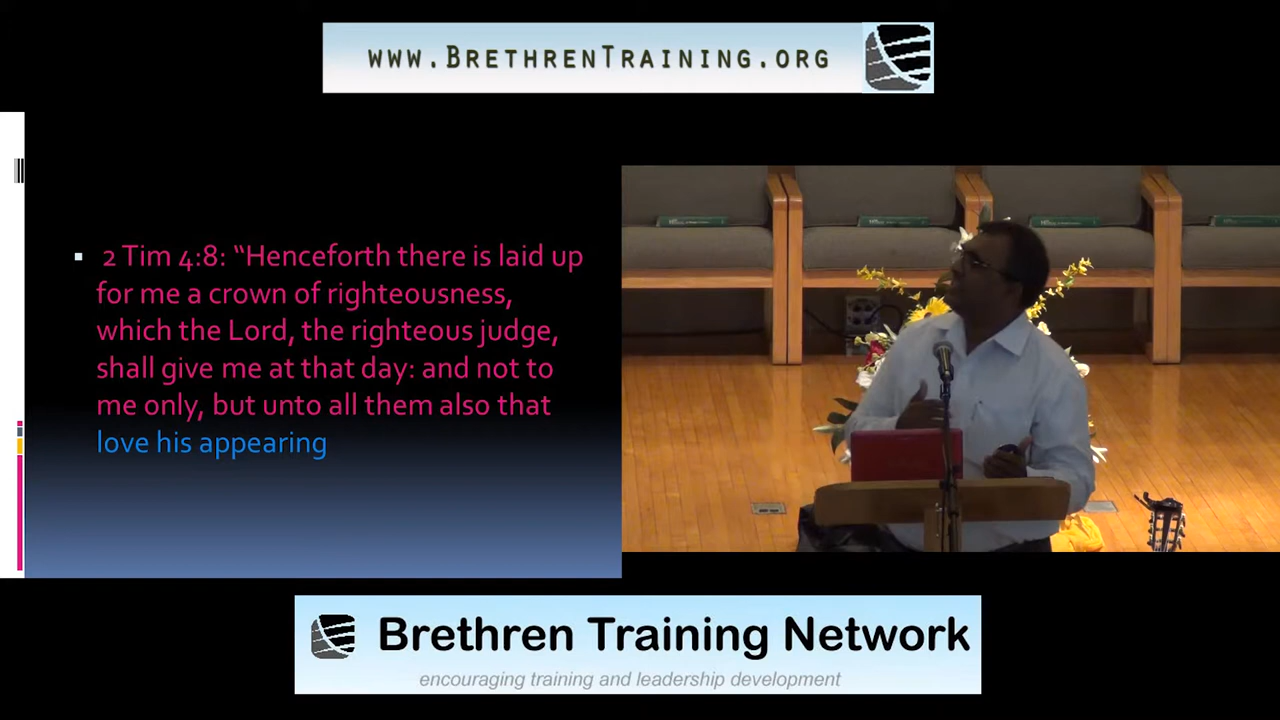 www.BrethrenTraining.org
2 Tim 4:8: “Henceforth there is laid up
for me a crown of righteousness,
which the Lord, the righteous judge,
shall give me at that day: and not to
me only, but unto all them also that
love his appearing
Brethren Training Network
encouraging training and leadership development